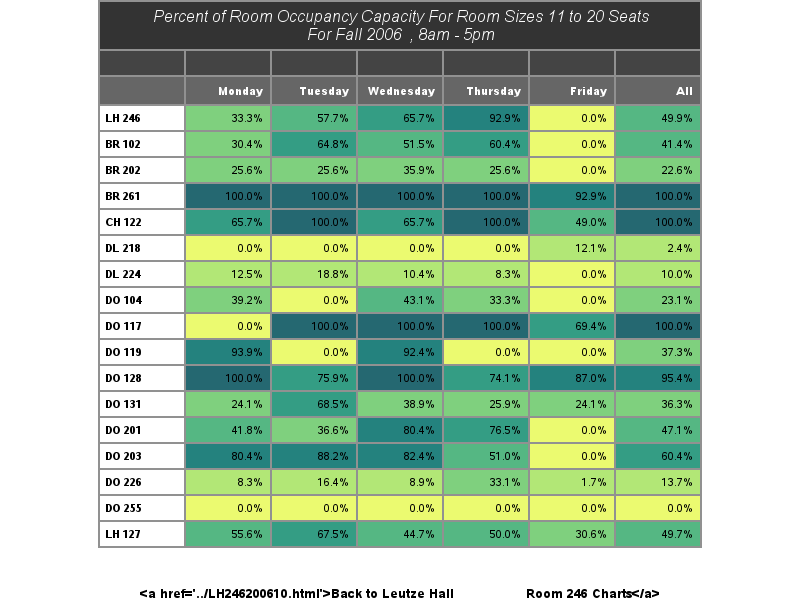 Percent of Room Occupancy Capacity For Room Sizes 11 to 20 Seats
For Fall 2006 , 8am - 5pm
Monday Tuesday Wednesday Thursday Friday All
LH 246 33.3% 57.7% 65.7% 92.9% 0.0% 49.9%
BR 102 30.4% 64.8% 51.5% 60.4% 0.0% 41.4%
BR 202 25.6% 25.6% 35.9% 25.6% 0.0% 22.6%
BR 261 100.0% 100.0% 100.0% 100.0% 92.9% 100.0%
CH 122 65.7% 100.0% 65.7% 100.0% 49.0% 100.0%
DL 218 0.0% 0.0% 0.0% 0.0% 12.1% 2.4%
DL 224 12.5% 18.8% 10.4% 8.3% 0.0% 10.0%
DO 104 39.2% 0.0% 43.1% 33.3% 0.0% 23.1%
DO 117 0.0% 100.0% 100.0% 100.0% 69.4% 100.0%
DO 119 93.9% 0.0% 92.4% 0.0% 0.0% 37.3%
DO 128 100.0% 75.9% 100.0% 74.1% 87.0% 95.4%
DO 131 24.1% 68.5% 38.9% 25.9% 24.1% 36.3%
DO 201 41.8% 36.6% 80.4% 76.5% 0.0% 47.1%
DO 203 80.4% 88.2% 82.4% 51.0% 0.0% 60.4%
DO 226 8.3% 16.4% 8.9% 33.1% 1.7% 13.7%
DO 255 0.0% 0.0% 0.0% 0.0% 0.0% 0.0%
LH 127 55.6% 67.5% 44.7% 50.0% 30.6% 49.7%
<a href='../LH246200610.html'>Back to Leutze Hall Room 246 Charts</a>